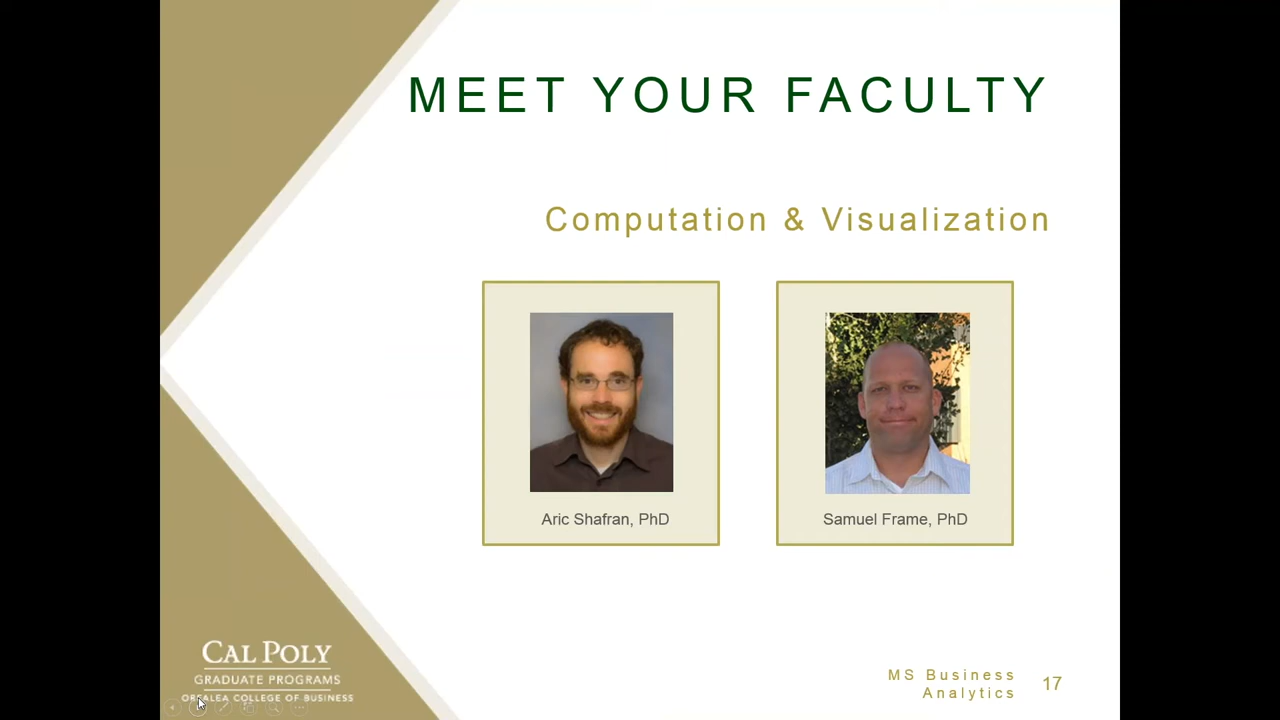 MEET YOUR FACULTY
Computation & Visualization
Aric Shafran, PhD
Samuel Frame, PhD
CAL POLY
GRADUATE PROGRAMS
ORFALEA COLLEGE OF BUSINESS
MS Business
Analytics
17